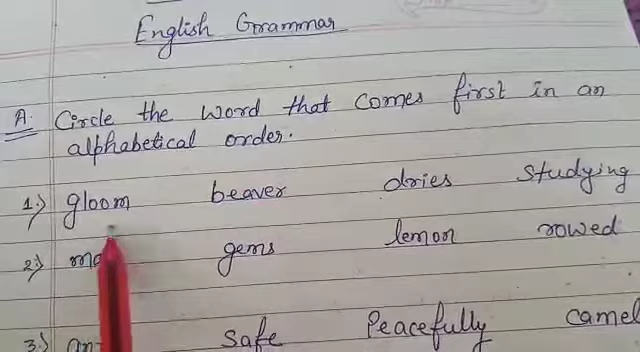 English Grammar
A. Circle the word that comes first in an
alphabetical order.
1) gloom beaver dries studying
2) gems lemon rowed
3) safe Peacefully camel